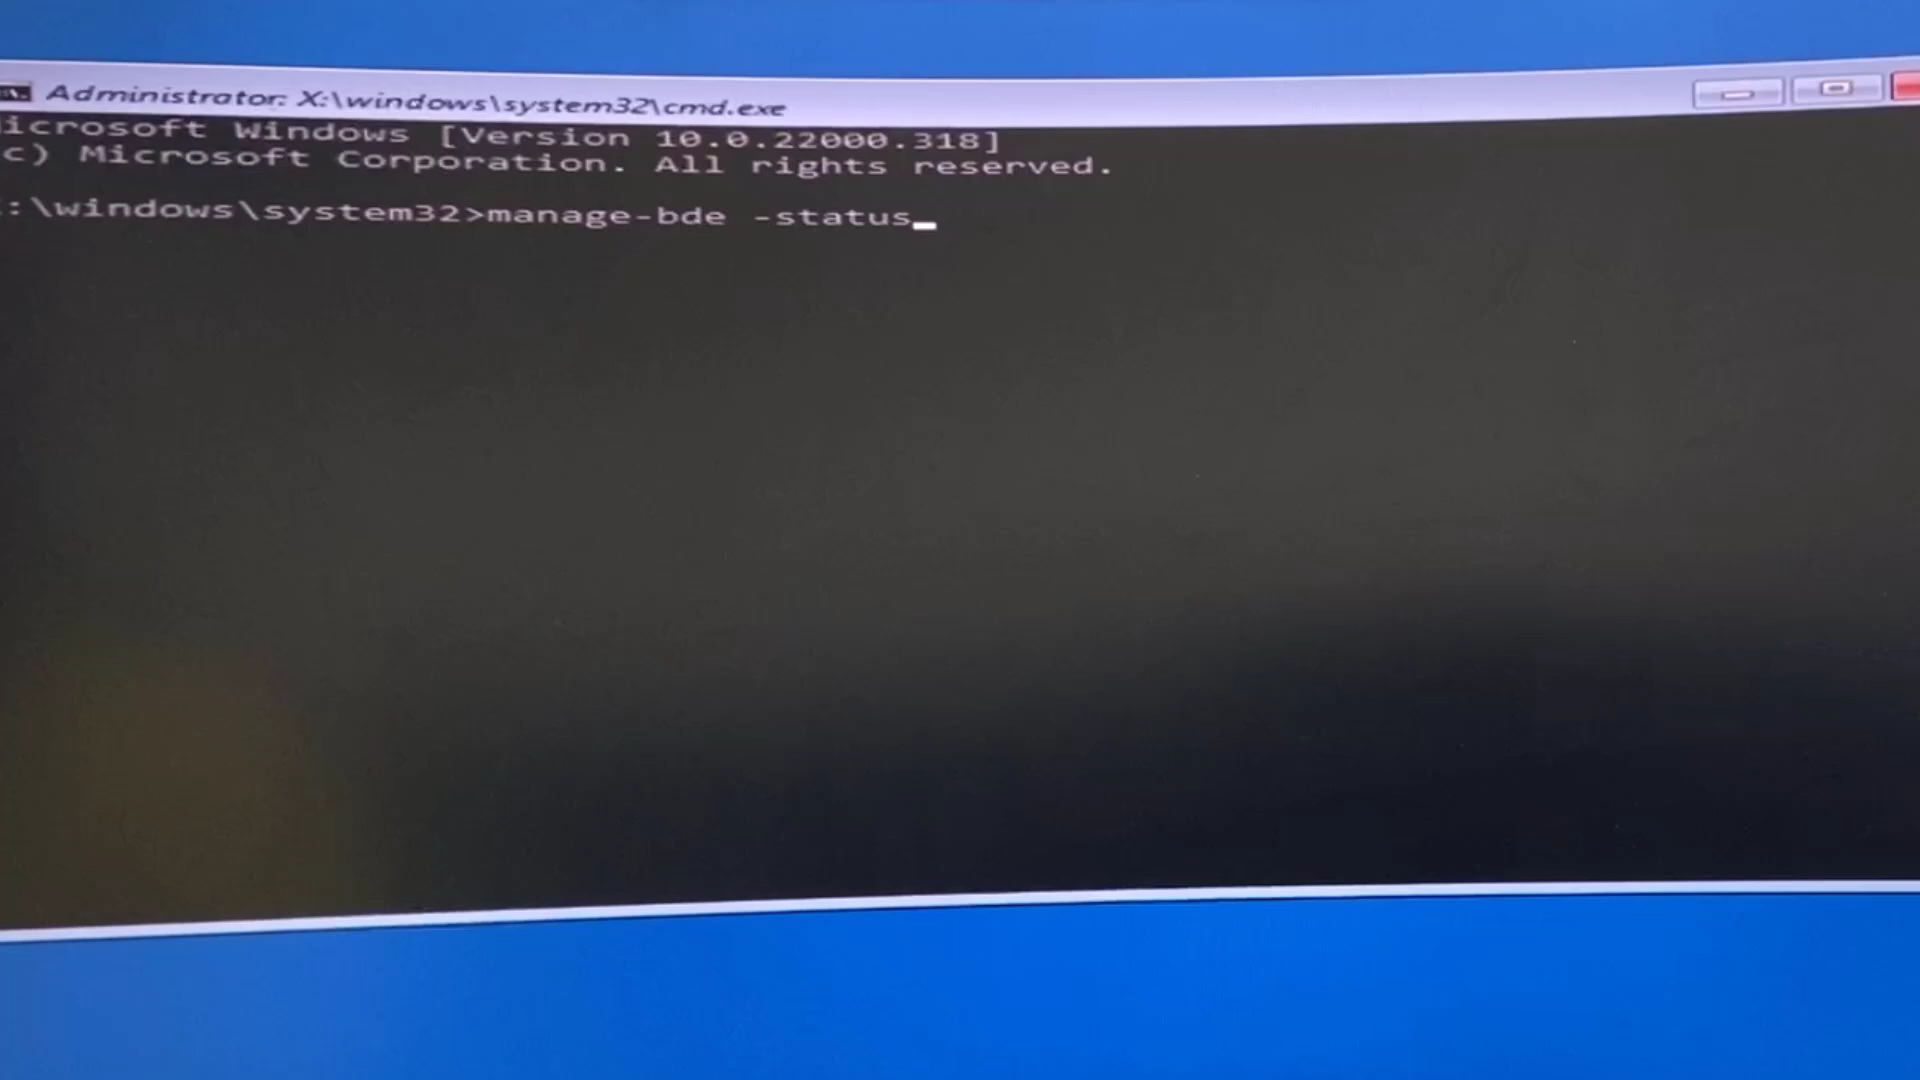 Administrator: X:\windows\system32\cmd.exe
icrosoft Windows [Version 10.0.22000.318]
c) Microsoft Corporation. All rights reserved.
:\windows\system32>manage-bde -status